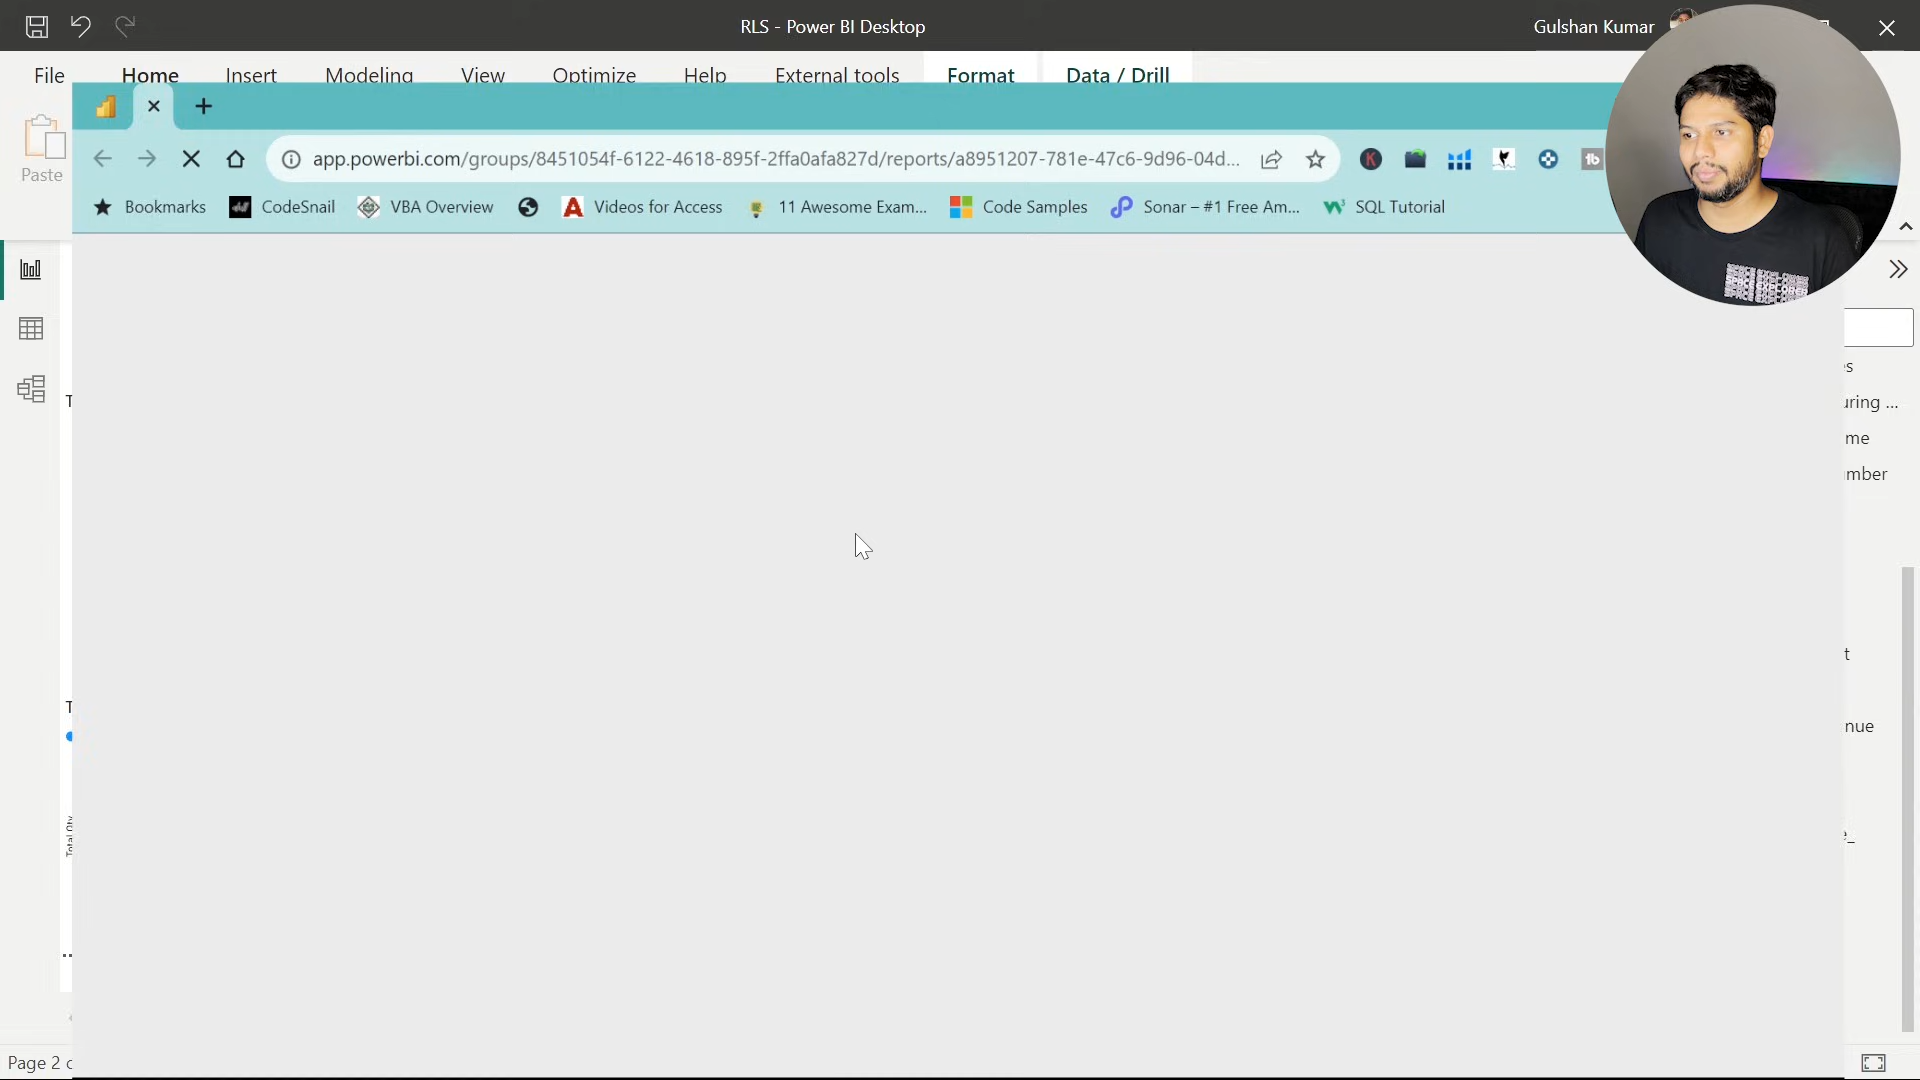 RLS - Power BI Desktop
Gulshan Kumar
File
Home
Insert
Modeling
View
Optimize
Help
External tools
Format
Data / Drill
Paste
app.powerbi.com/groups/8451054f-6122-4618-895f-2ffa0afa827d/reports/a8951207-781e-47c6-9d96-04d...
Bookmarks
CodeSnail
VBA Overview
Videos for Access
11 Awesome Exam...
Code Samples
Sonar – #1 Free Am...
SQL Tutorial
uring ...
me
mber
T
t
T
nue
Total Qty
Page 2